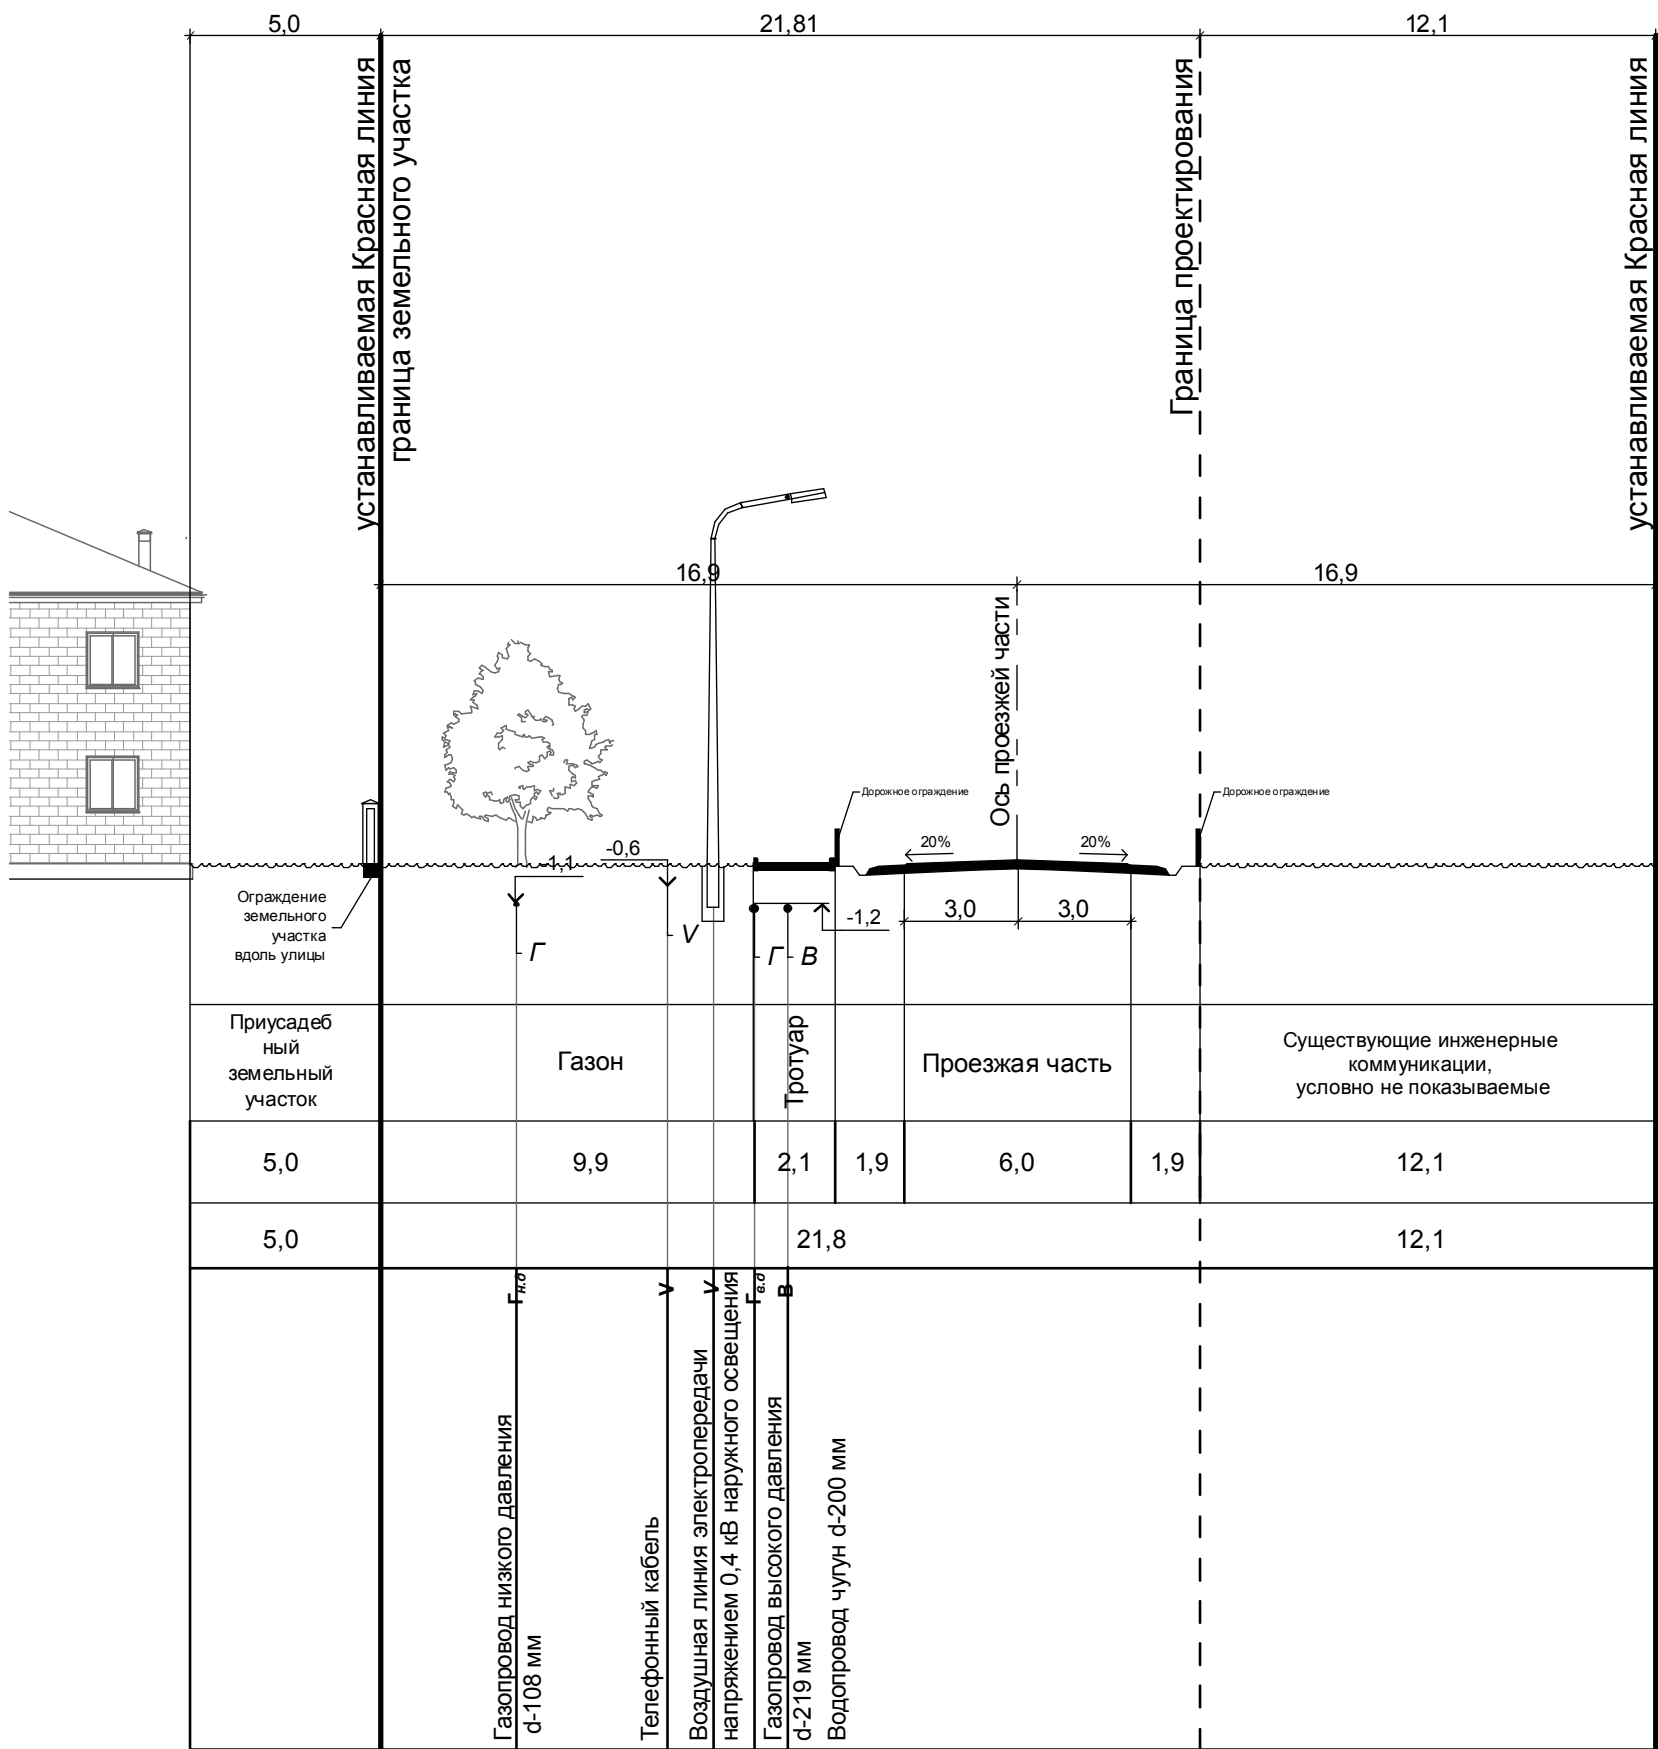 5,0
21,81
12,1
устанавливаемая Красная линия
граница земельного участка
Граница проектирования
устанавливаемая Красная линия
16,9
16,9
Ось проезжей части
Дорожное ограждение
Дорожное ограждение
20%
20%
-1,1
-0,6
-1,2
3,0
3,0
Ограждение
земельного
участка
вдоль улицы
Г
V
Г
В
Приусадеб
ный
земельный
участок
Газон
Тротуар
Проезжая часть
Существующие инженерные
коммуникации,
условно не показываемые
5,0
9,9
2,1
1,9
6,0
1,9
12,1
5,0
21,8
12,1
Гн.д
V
V
Гв.д
В
Газопровод низкого давления
d-108 мм
Телефонный кабель
Воздушная линия электропередачи
напряжением 0,4 кВ наружного освещения
Газопровод высокого давления
d-219 мм
Водопровод чугун d-200 мм